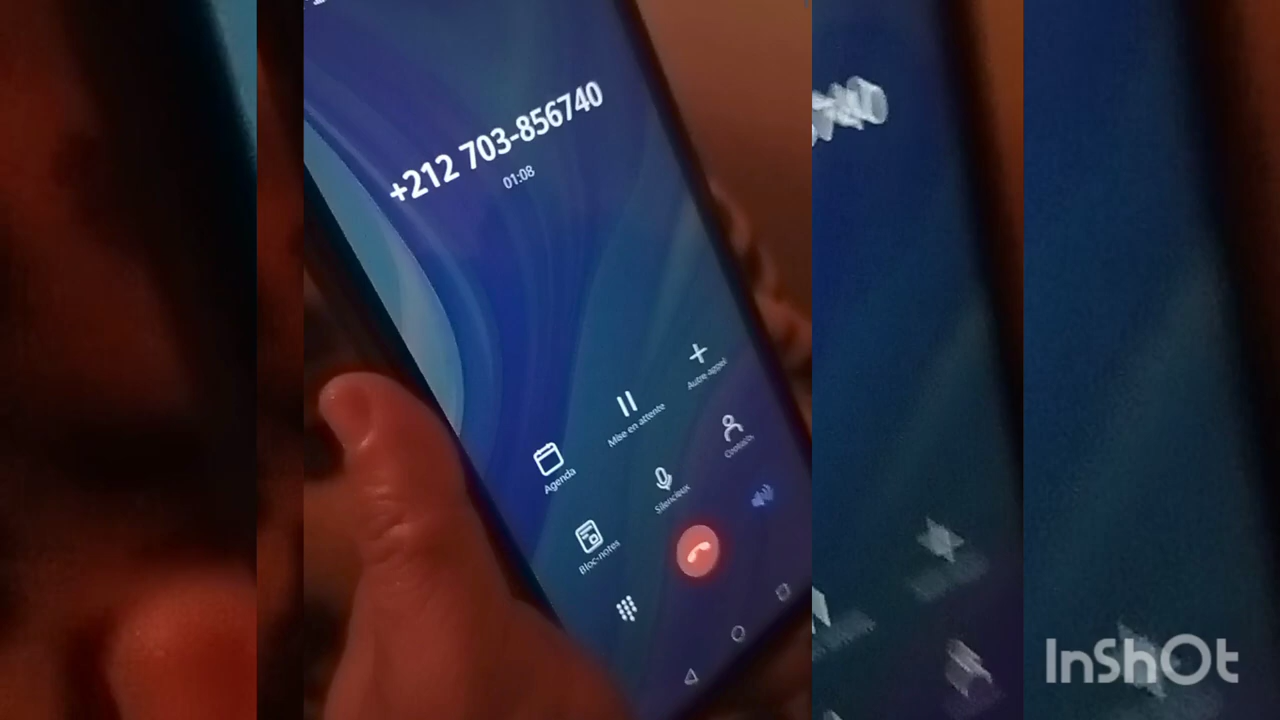 +212 703-856740
01:08
Autre appel
Mise en attente
Agenda
Contacts
Silencieux
Bloc-notes
InShOt